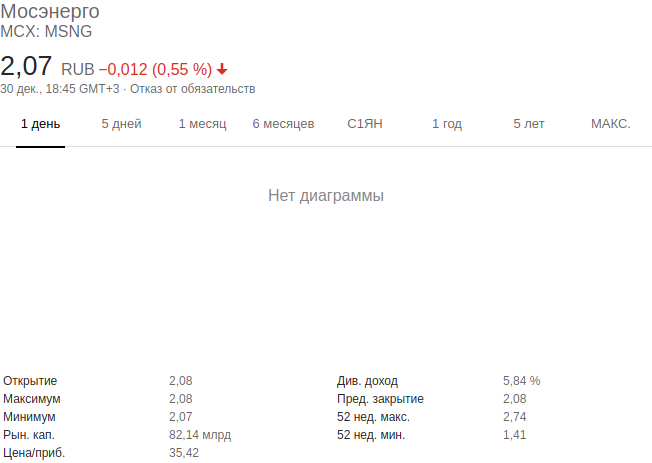 Мосэнерго
MCX: MSNG
2,07 RUB −0,012 (0,55 %)
30 дек., 18:45 GMT+3 · Отказ от обязательств
1 день 5 дней 1 месяц 6 месяцев С1ЯН 1 год 5 лет МАКС.
Нет диаграммы
Открытие 2,08 Див. доход 5,84 %
Максимум 2,08 Пред. закрытие 2,08
Минимум 2,07 52 нед. макс. 2,74
Рын. кап. 82,14 млрд 52 нед. мин. 1,41
Цена/приб. 35,42